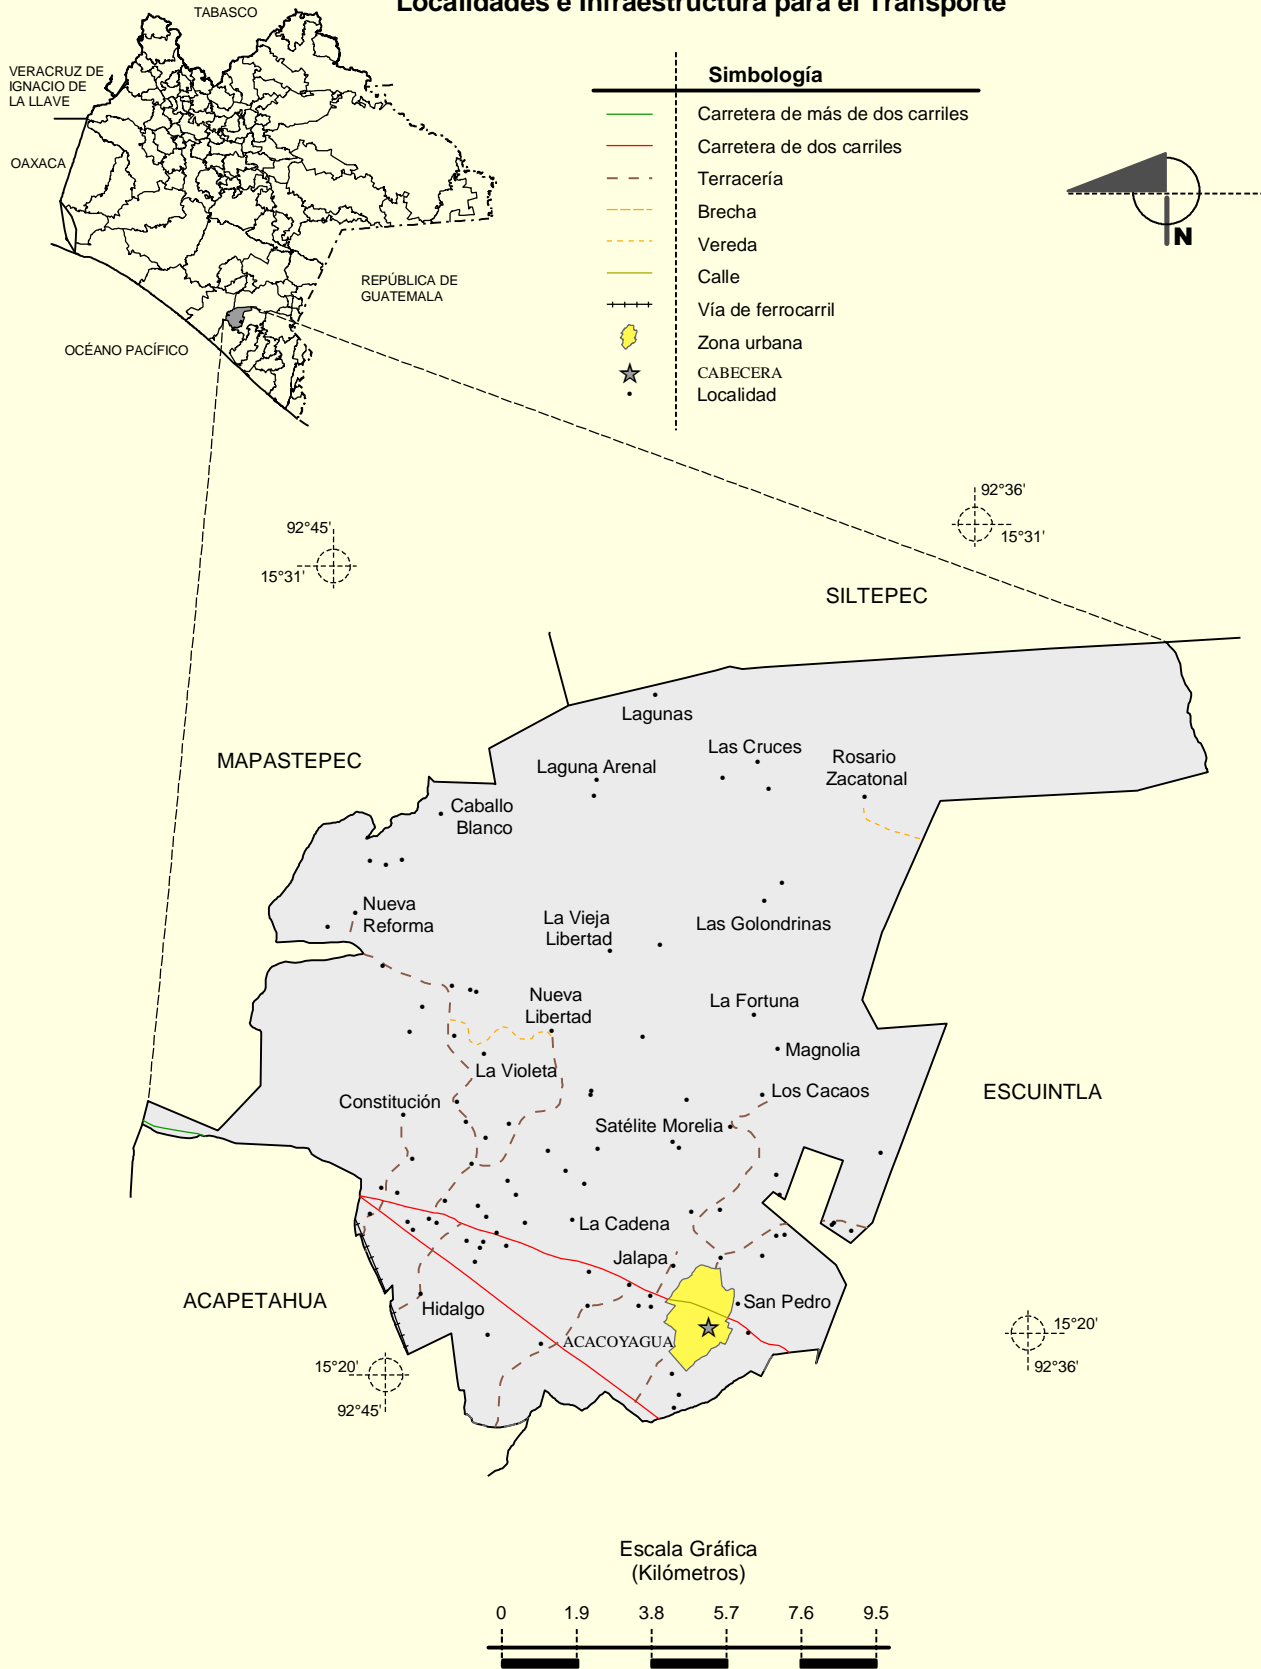 Localidades e Infraestructura para el Transporte
TABASCO
VERACRUZ DE
IGNACIO DE
LA LLAVE
OAXACA
REPÚBLICA DE
GUATEMALA
OCÉANO PACÍFICO
Simbología
Carretera de más de dos carriles
Carretera de dos carriles
Terracería
Brecha
Vereda
Calle
Vía de ferrocarril
Zona urbana
CABECERA
Localidad
N
92°36'
15°31'
92°45'
15°31'
SILTEPEC
MAPASTEPEC
Lagunas
Las Cruces
Laguna Arenal
Rosario
Zacatonal
Caballo
Blanco
Nueva
Reforma
La Vieja
Libertad
Las Golondrinas
Nueva
Libertad
La Fortuna
Magnolia
La Violeta
Los Cacaos
ESCUINTLA
Constitución
Satélite Morelia
La Cadena
Jalapa
ACAPETAHUA
Hidalgo
San Pedro
ACACOYAGUA
15°20'
92°36'
15°20'
92°45'
Escala Gráfica
(Kilómetros)
0 1.9 3.8 5.7 7.6 9.5